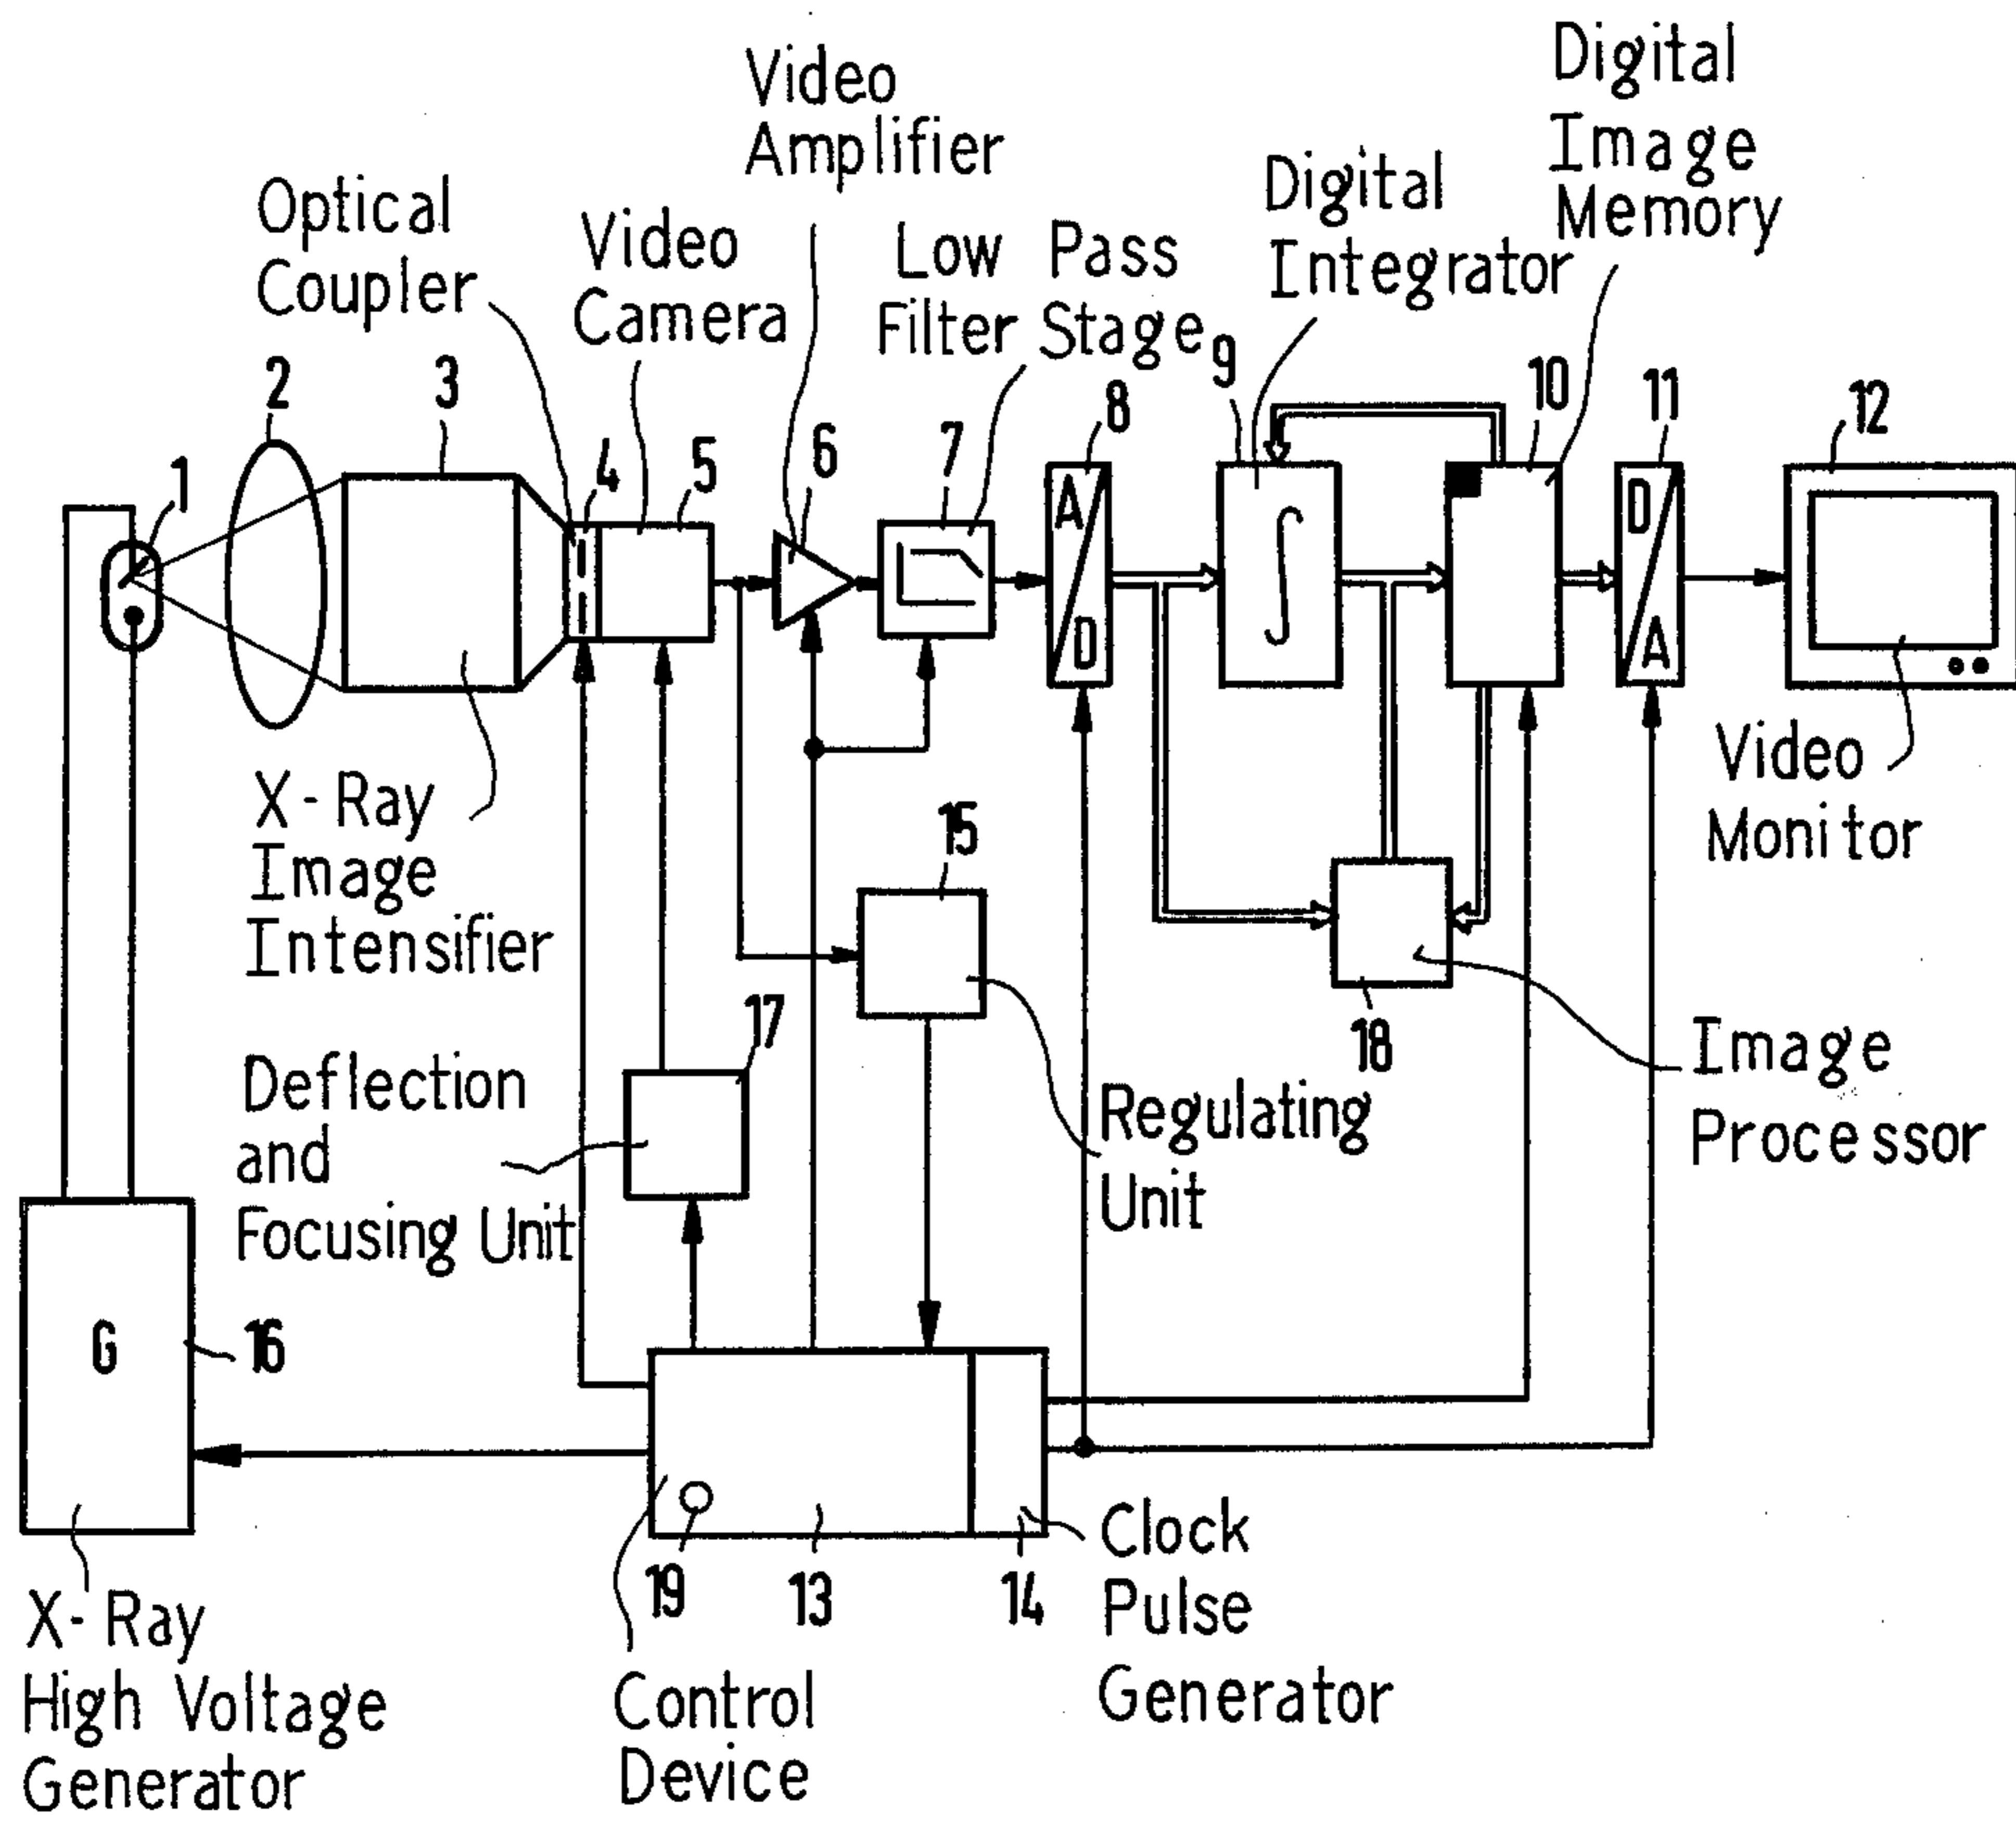 Video
Amplifier
Digital
Image
Memory
Optical
Coupler
Video
Camera
Low Pass
Filter Stage
Digital
Integrator
1
2
3
4
5
6
7
8
9
10
11
12
A
D
∫
D
A
X-Ray
Image
Intensifier
Video
Monitor
15
17
18
Deflection
and
Focusing Unit
Regulating
Unit
Image
Processor
G
16
19
13
14
Clock
Pulse
Generator
X-Ray
High Voltage
Generator
Control
Device